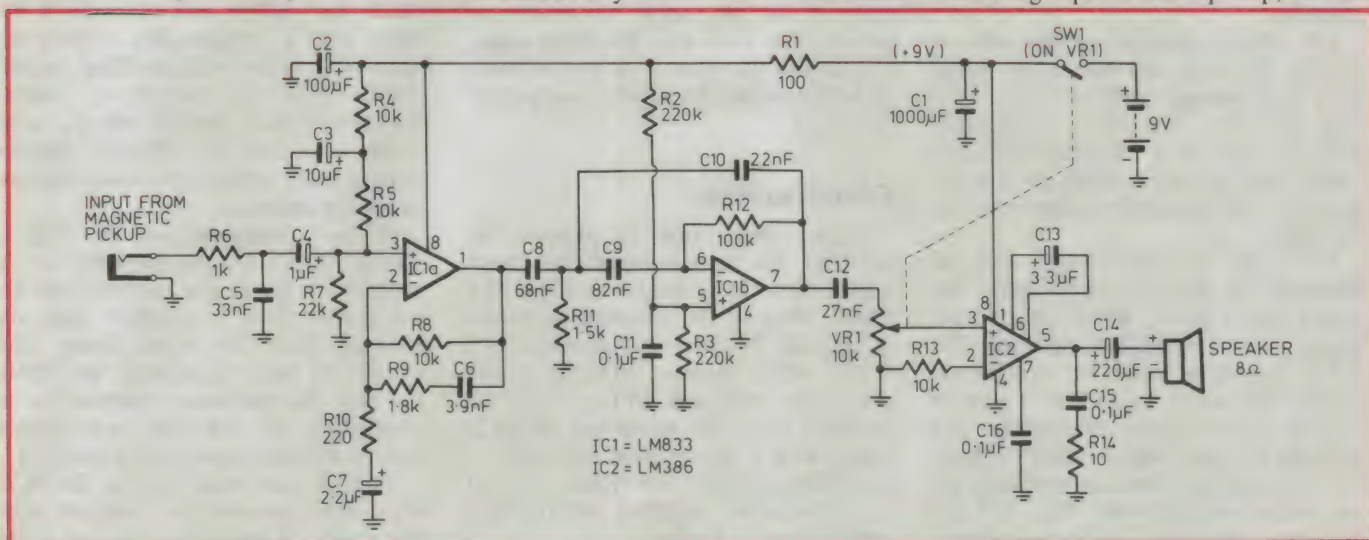 C2
100µF
R4
10k
C3
10µF
R5
10k
INPUT FROM
MAGNETIC
PICKUP
R6
1k
C4
1µF
C5
33nF
R7
22k
3
+
2
−
8
1
IC1a
R8
10k
R9
1·8k
C6
3·9nF
R10
220
C7
2·2µF
R1
100
R2
220k
C10
22nF
R12
100k
C8
68nF
C9
82nF
R11
1·5k
6
−
5
+
7
4
IC1b
C11
0·1µF
R3
220k
IC1 = LM833
IC2 = LM386
C12
27nF
VR1
10k
R13
10k
(+9V)
C1
1000µF
SW1
(ON VR1)
+
9V
−
8
1
6
3
+
2
−
IC2
5
7
4
C13
3·3µF
C14
220µF
C15
0·1µF
R14
10
C16
0·1µF
+
−
SPEAKER
8Ω